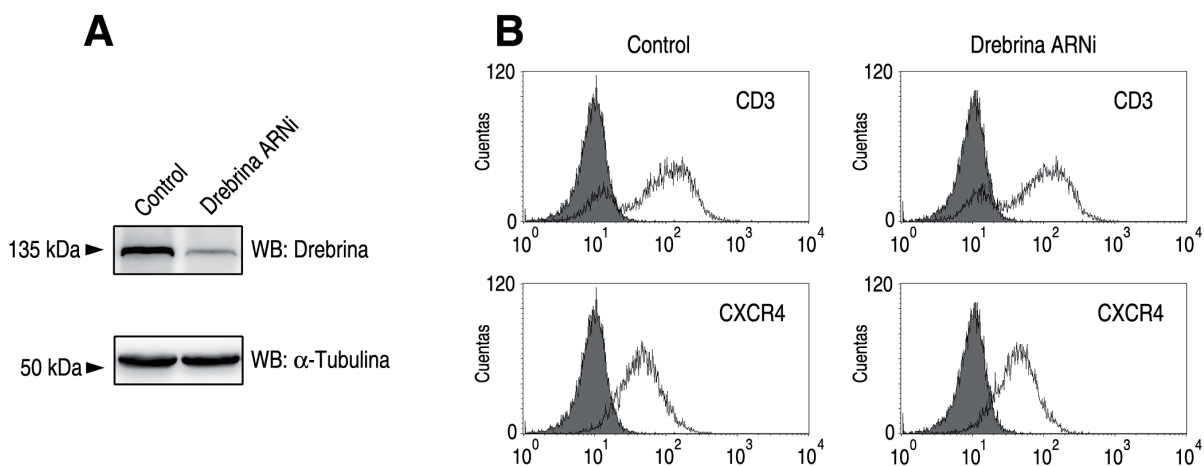 A
Control
Drebrina ARNi
135 kDa
WB: Drebrina
50 kDa
WB: α-Tubulina
B
Control
Drebrina ARNi
120
Cuentas
0
CD3
10^0 10^1 10^2 10^3 10^4
120
Cuentas
0
CD3
10^0 10^1 10^2 10^3 10^4
120
Cuentas
0
CXCR4
10^0 10^1 10^2 10^3 10^4
120
Cuentas
0
CXCR4
10^0 10^1 10^2 10^3 10^4